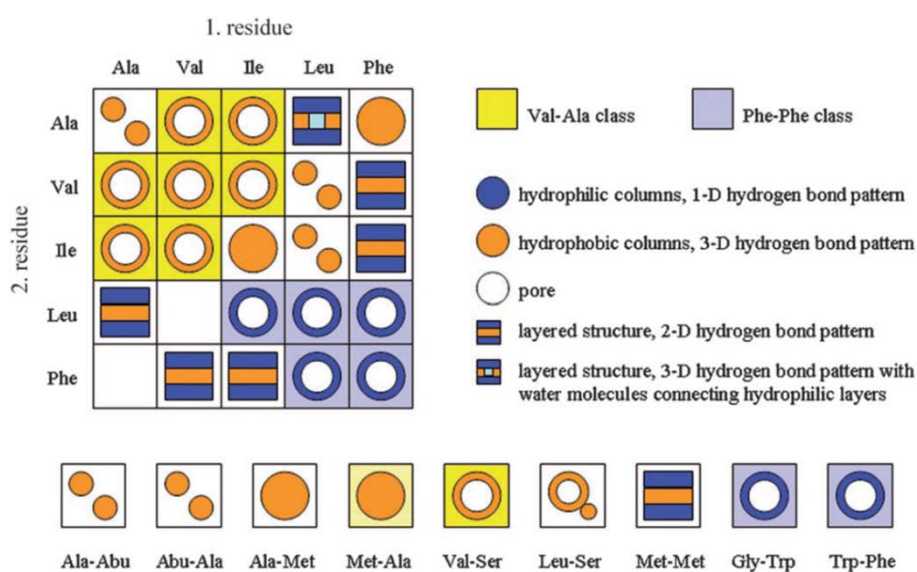 1. residue
Ala Val Ile Leu Phe
2. residue
Ala
Val
Ile
Leu
Phe
Val-Ala class
Phe-Phe class
hydrophilic columns, 1-D hydrogen bond pattern
hydrophobic columns, 3-D hydrogen bond pattern
pore
layered structure, 2-D hydrogen bond pattern
layered structure, 3-D hydrogen bond pattern with
water molecules connecting hydrophilic layers
Ala-Abu Abu-Ala Ala-Met Met-Ala Val-Ser Leu-Ser Met-Met Gly-Trp Trp-Phe